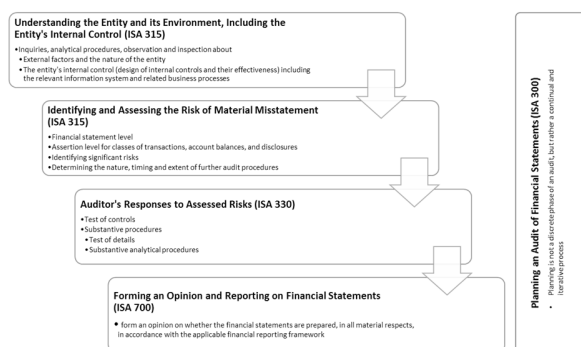 Understanding the Entity and its Environment, Including the
Entity's Internal Control (ISA 315)
•Inquiries, analytical procedures, observation and inspection about
•External factors and the nature of the entity
•The entity's internal control (design of internal controls and their effectiveness) including
the relevant information system and related business processes
Identifying and Assessing the Risk of Material Misstatement
(ISA 315)
•Financial statement level
•Assertion level for classes of transactions, account balances, and disclosures
•Identifying significant risks
•Determining the nature, timing and extent of further audit procedures
Auditor's Responses to Assessed Risks (ISA 330)
•Test of controls
•Substantive procedures
•Test of details
•Substantive analytical procedures
Forming an Opinion and Reporting on Financial Statements
(ISA 700)
• form an opinion on whether the financial statements are prepared, in all material respects,
in accordance with the applicable financial reporting framework
Planning an Audit of Financial Statements (ISA 300)
• Planning is not a discrete phase of an audit, but rather a continual and
iterative process